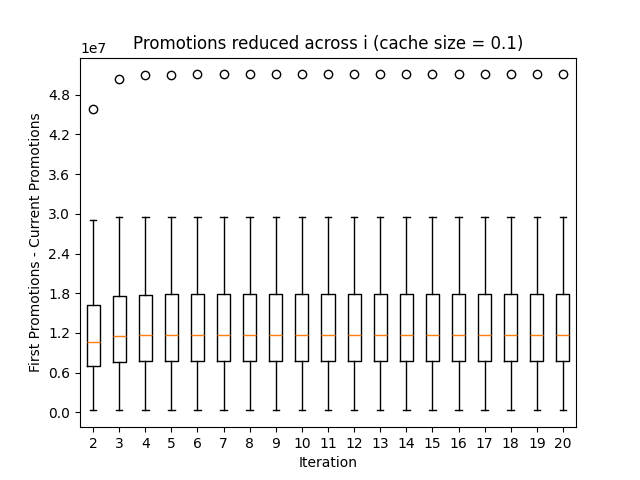 Promotions reduced across i (cache size = 0.1)
1e7
4.8
4.2
3.6
3.0
2.4
1.8
1.2
0.6
0.0
First Promotions - Current Promotions
2 3 4 5 6 7 8 9 10 11 12 13 14 15 16 17 18 19 20
Iteration